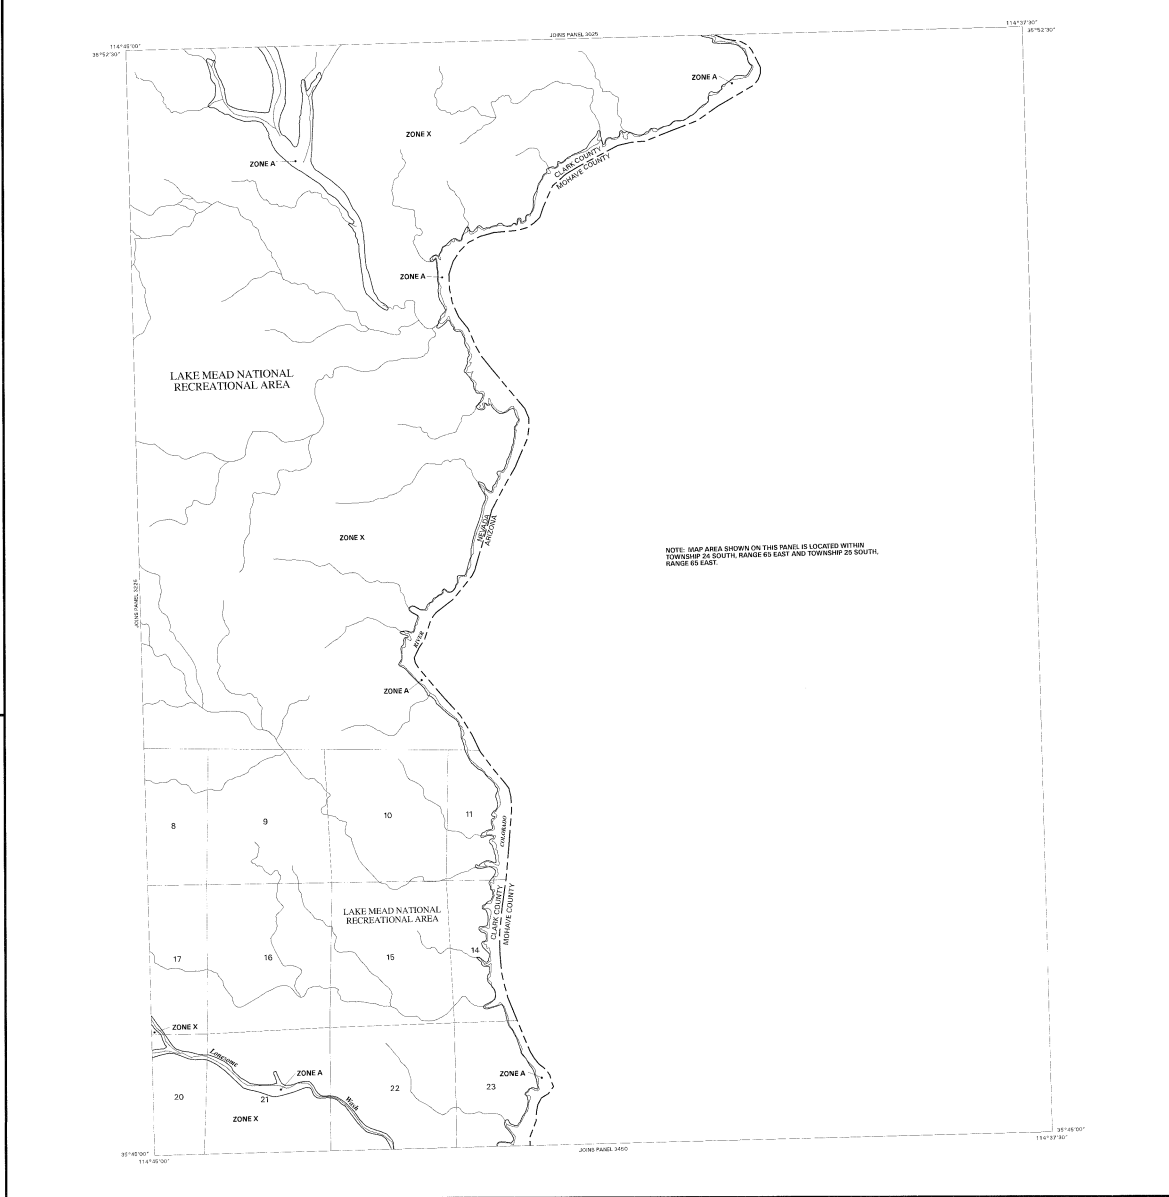 114°37'30"
35°52'30"
JOINS PANEL 3025
114°45'00"
35°52'30"
ZONE A
ZONE X
ZONE A
CLARK COUNTY
MOHAVE COUNTY
ZONE A
LAKE MEAD NATIONAL
RECREATIONAL AREA
NEVADA
ARIZONA
ZONE X
NOTE: MAP AREA SHOWN ON THIS PANEL IS LOCATED WITHIN
TOWNSHIP 24 SOUTH, RANGE 65 EAST AND TOWNSHIP 25 SOUTH,
RANGE 65 EAST.
JOINS PANEL 3225
RIVER
ZONE A
8
9
10
11
COLORADO
CLARK COUNTY
MOHAVE COUNTY
LAKE MEAD NATIONAL
RECREATIONAL AREA
17
16
15
14
ZONE X
Lonesome
ZONE A
ZONE A
20
21
22
23
Wash
ZONE X
35°45'00"
114°45'00"
JOINS PANEL 3450
35°45'00"
114°37'30"